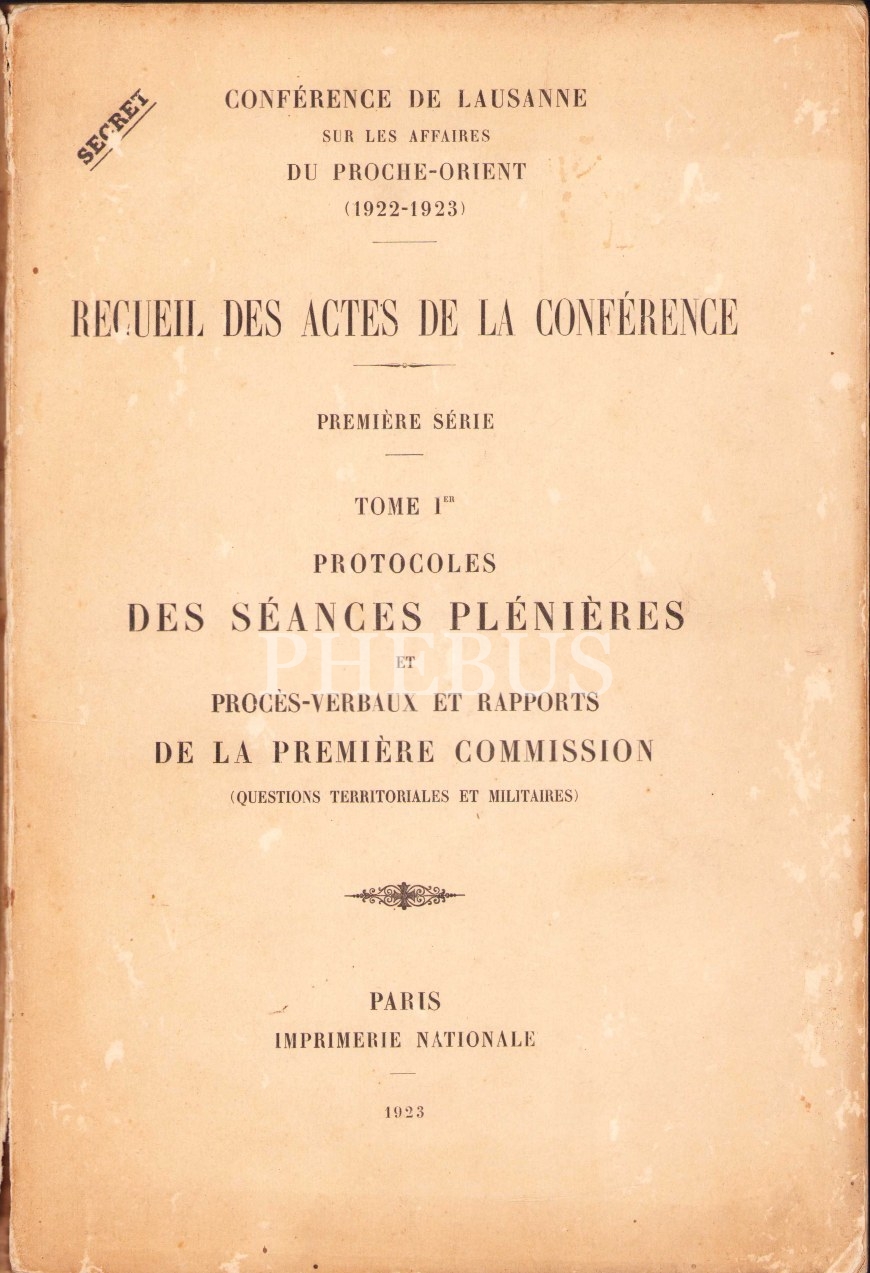 SECRET
CONFÉRENCE DE LAUSANNE
SUR LES AFFAIRES
DU PROCHE-ORIENT
(1922-1923)
RECUEIL DES ACTES DE LA CONFÉRENCE
PREMIÈRE SÉRIE
TOME 1ER
PROTOCOLES
DES SÉANCES PLÉNIÈRES
PHEBUS
ET
PROCÈS-VERBAUX ET RAPPORTS
DE LA PREMIÈRE COMMISSION
(QUESTIONS TERRITORIALES ET MILITAIRES)
PARIS
IMPRIMERIE NATIONALE
1923